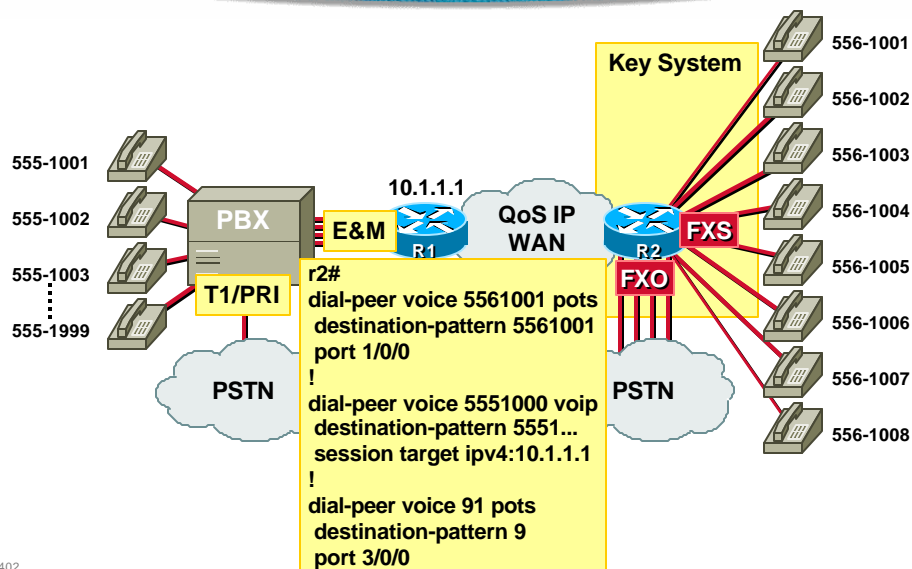 Key System
556-1001
556-1002
556-1003
556-1004
556-1005
556-1006
556-1007
556-1008
555-1001
555-1002
555-1003
555-1999
PBX
T1/PRI
E&M
10.1.1.1
R1
QoS IP
WAN
R2
FXS
FXO
PSTN
PSTN
r2#
dial-peer voice 5561001 pots
destination-pattern 5561001
port 1/0/0
!
dial-peer voice 5551000 voip
destination-pattern 5551...
session target ipv4:10.1.1.1
!
dial-peer voice 91 pots
destination-pattern 9
port 3/0/0
402